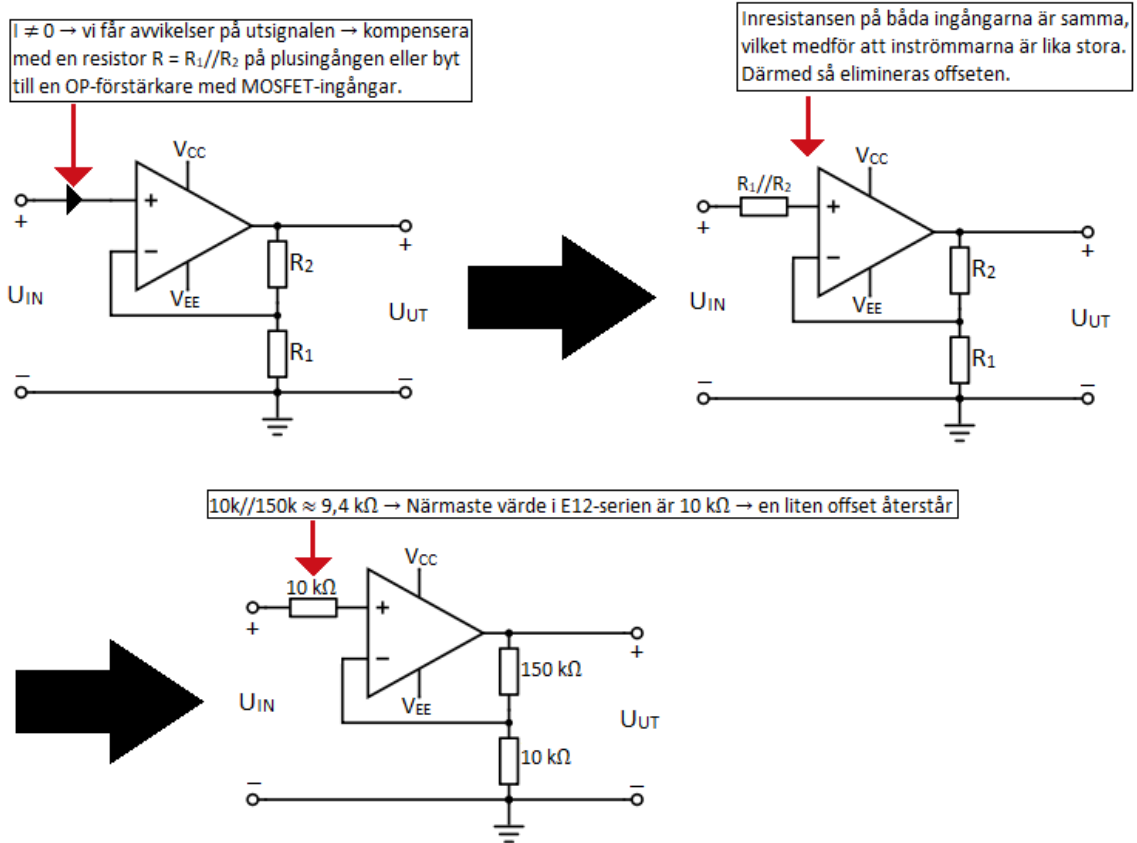 I ≠ 0 → vi får avvikelser på utsignalen → kompensera
med en resistor R = R₁//R₂ på plusingången eller byt
till en OP-förstärkare med MOSFET-ingångar.
VCC
+
+
+
−
R2
UIN
VEE
UUT
R1
−
−
Inresistansen på båda ingångarna är samma,
vilket medför att inströmmarna är lika stora.
Därmed så elimineras offseten.
VCC
R1//R2
+
+
+
−
R2
UIN
VEE
UUT
R1
−
−
10k//150k ≈ 9,4 kΩ → Närmaste värde i E12-serien är 10 kΩ → en liten offset återstår
VCC
10 kΩ
+
+
+
−
150 kΩ
UIN
VEE
UUT
10 kΩ
−
−